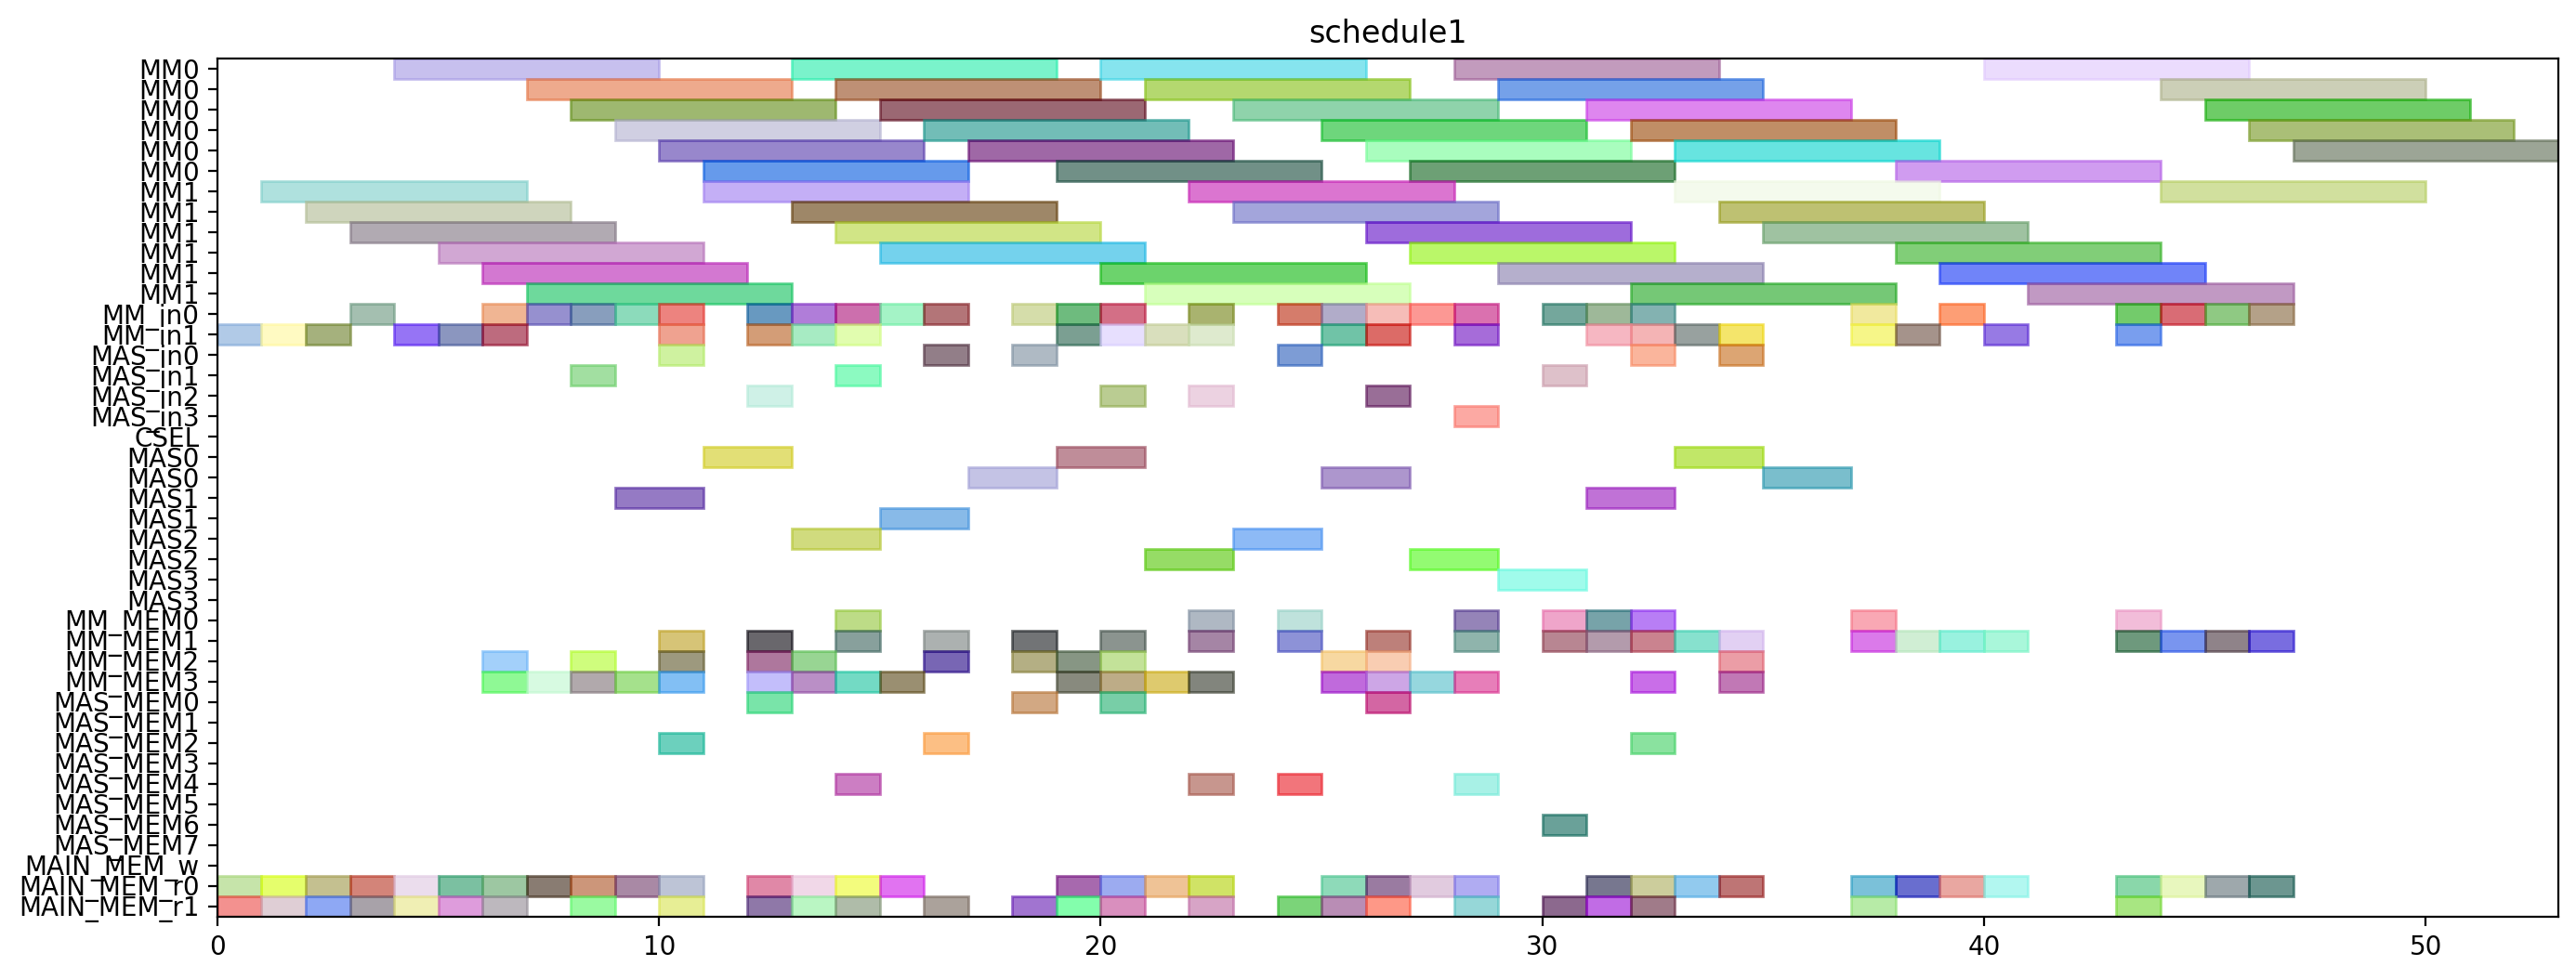 schedule1
MM0
MM0
MM0
MM0
MM0
MM0
MM1
MM1
MM1
MM1
MM1
MM1
MM_in0
MM_in1
MAS_in0
MAS_in1
MAS_in2
MAS_in3
CSEL
MAS0
MAS0
MAS1
MAS1
MAS2
MAS2
MAS3
MAS3
MM_MEM0
MM_MEM1
MM_MEM2
MM_MEM3
MAS_MEM0
MAS_MEM1
MAS_MEM2
MAS_MEM3
MAS_MEM4
MAS_MEM5
MAS_MEM6
MAS_MEM7
MAIN_MEM_w
MAIN_MEM_r0
MAIN_MEM_r1
0 10 20 30 40 50